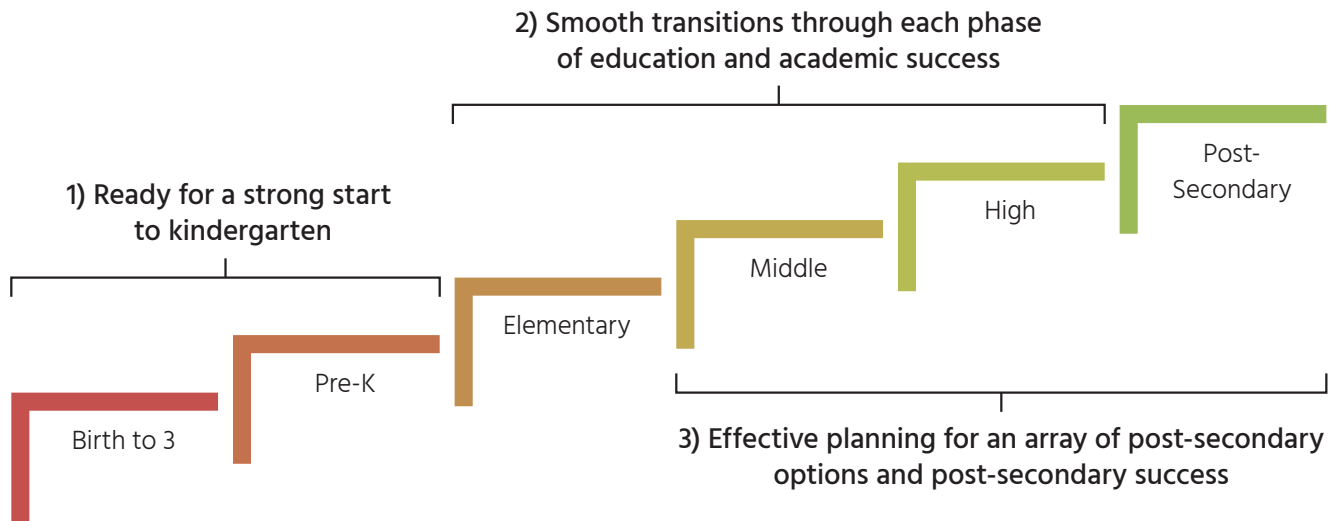 2) Smooth transitions through each phase
of education and academic success
Post-
Secondary
1) Ready for a strong start
to kindergarten
High
Middle
Elementary
Pre-K
Birth to 3
3) Effective planning for an array of post-secondary
options and post-secondary success